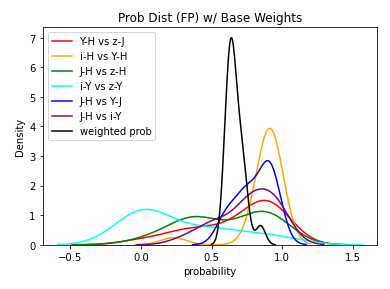 Prob Dist (FP) w/ Base Weights
Y-H vs z-J
i-H vs Y-H
J-H vs z-H
i-Y vs z-Y
J-H vs Y-J
J-H vs i-Y
weighted prob
Density
7
6
5
4
3
2
1
0
−0.5 0.0 0.5 1.0 1.5
probability